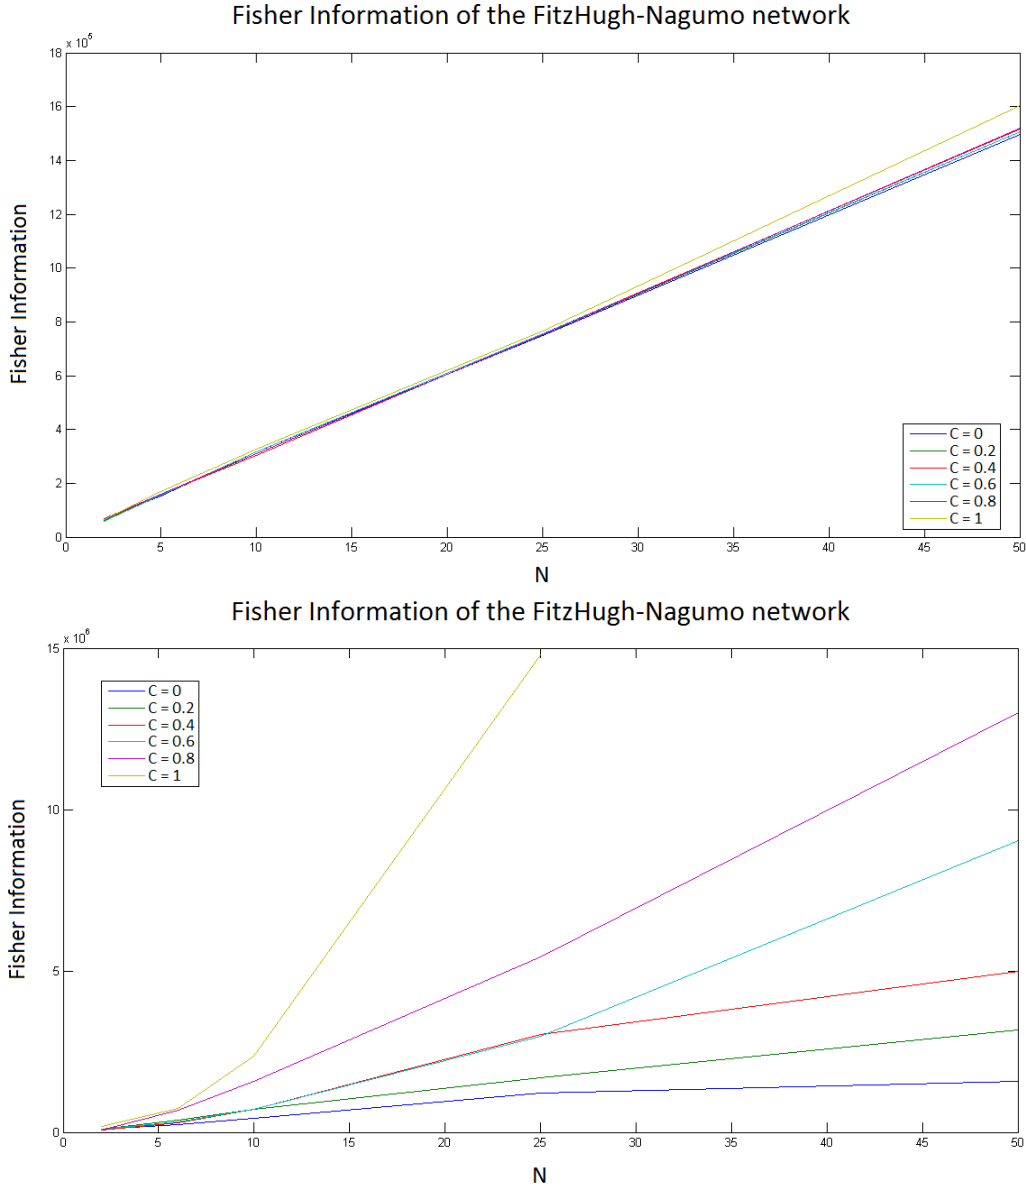 Fisher Information of the FitzHugh-Nagumo network
x 10^5
18
16
14
12
10
8
6
4
2
0
Fisher Information
C = 0
C = 0.2
C = 0.4
C = 0.6
C = 0.8
C = 1
0 5 10 15 20 25 30 35 40 45 50
N
Fisher Information of the FitzHugh-Nagumo network
x 10^6
15
10
5
0
Fisher Information
C = 0
C = 0.2
C = 0.4
C = 0.6
C = 0.8
C = 1
0 5 10 15 20 25 30 35 40 45 50
N